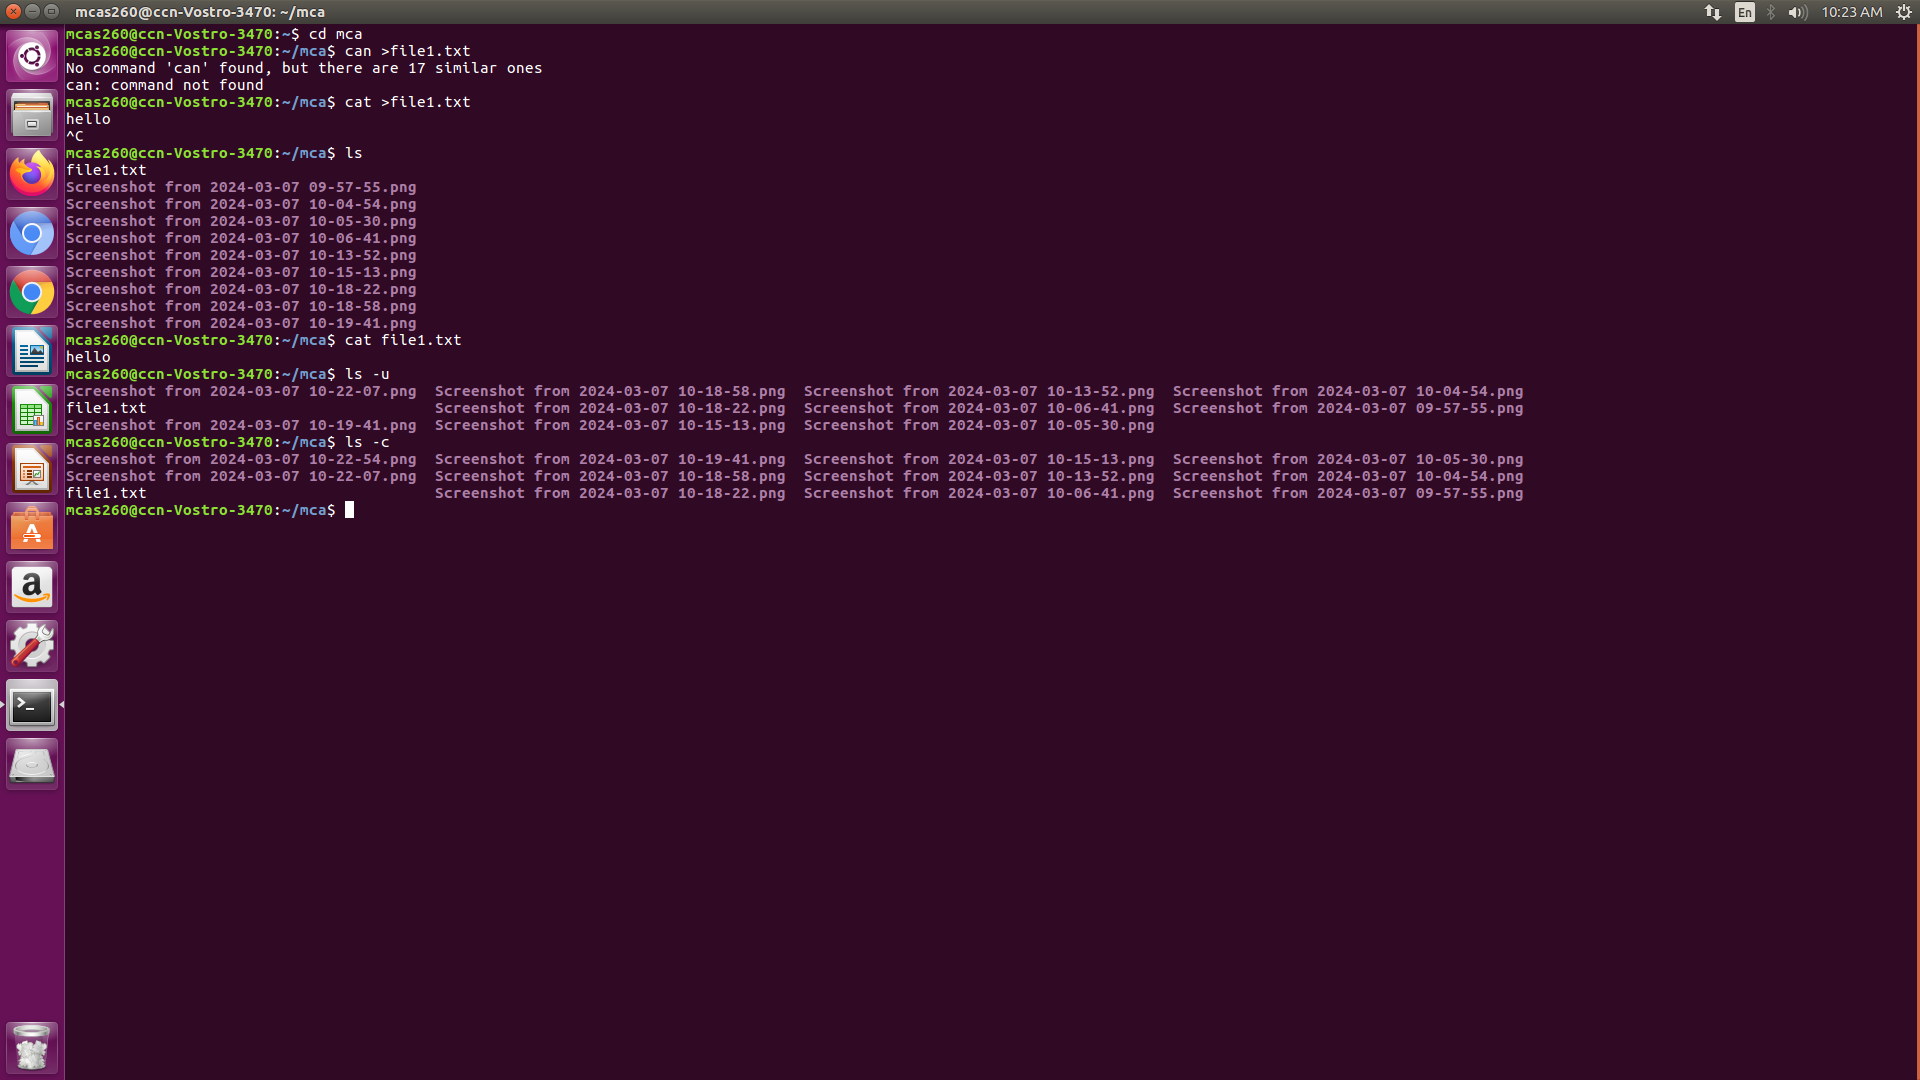 mcas260@ccn-Vostro-3470: ~/mca
En
10:23 AM
mcas260@ccn-Vostro-3470:~$ cd mca
mcas260@ccn-Vostro-3470:~/mca$ can >file1.txt
No command 'can' found, but there are 17 similar ones
can: command not found
mcas260@ccn-Vostro-3470:~/mca$ cat >file1.txt
hello
^C
mcas260@ccn-Vostro-3470:~/mca$ ls
file1.txt
Screenshot from 2024-03-07 09-57-55.png
Screenshot from 2024-03-07 10-04-54.png
Screenshot from 2024-03-07 10-05-30.png
Screenshot from 2024-03-07 10-06-41.png
Screenshot from 2024-03-07 10-13-52.png
Screenshot from 2024-03-07 10-15-13.png
Screenshot from 2024-03-07 10-18-22.png
Screenshot from 2024-03-07 10-18-58.png
Screenshot from 2024-03-07 10-19-41.png
mcas260@ccn-Vostro-3470:~/mca$ cat file1.txt
hello
mcas260@ccn-Vostro-3470:~/mca$ ls -u
Screenshot from 2024-03-07 10-22-07.png  Screenshot from 2024-03-07 10-18-58.png  Screenshot from 2024-03-07 10-13-52.png  Screenshot from 2024-03-07 10-04-54.png
file1.txt                                Screenshot from 2024-03-07 10-18-22.png  Screenshot from 2024-03-07 10-06-41.png  Screenshot from 2024-03-07 09-57-55.png
Screenshot from 2024-03-07 10-19-41.png  Screenshot from 2024-03-07 10-15-13.png  Screenshot from 2024-03-07 10-05-30.png
mcas260@ccn-Vostro-3470:~/mca$ ls -c
Screenshot from 2024-03-07 10-22-54.png  Screenshot from 2024-03-07 10-19-41.png  Screenshot from 2024-03-07 10-15-13.png  Screenshot from 2024-03-07 10-05-30.png
Screenshot from 2024-03-07 10-22-07.png  Screenshot from 2024-03-07 10-18-58.png  Screenshot from 2024-03-07 10-13-52.png  Screenshot from 2024-03-07 10-04-54.png
file1.txt                                Screenshot from 2024-03-07 10-18-22.png  Screenshot from 2024-03-07 10-06-41.png  Screenshot from 2024-03-07 09-57-55.png
mcas260@ccn-Vostro-3470:~/mca$